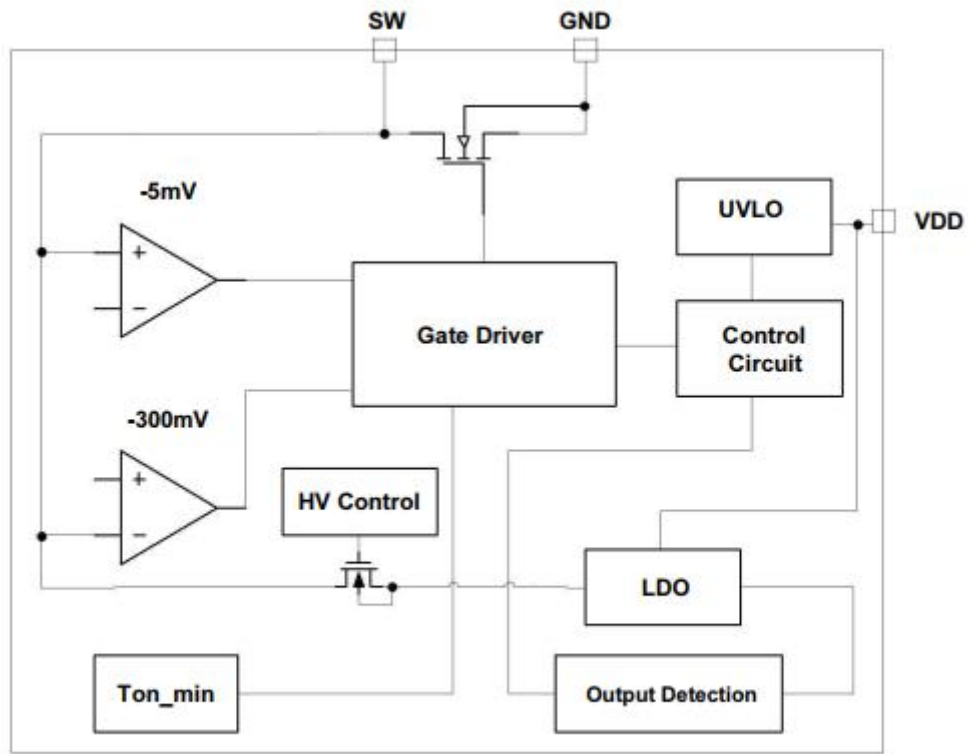 SW
GND
-5mV
+
−
UVLO
VDD
Gate Driver
Control
Circuit
-300mV
+
−
HV Control
LDO
Ton_min
Output Detection